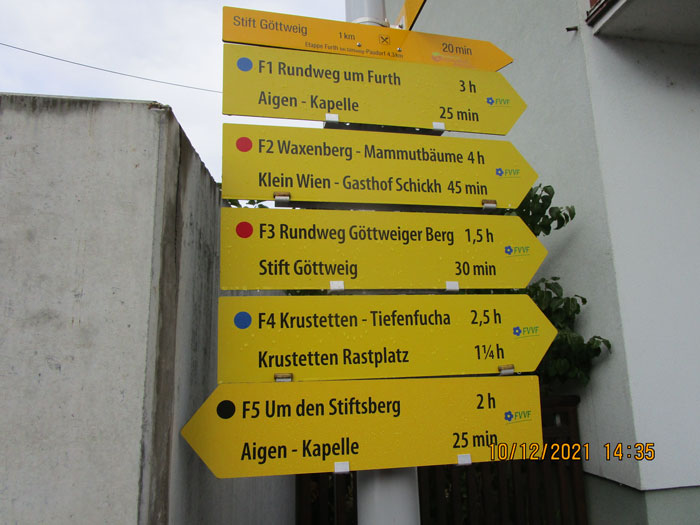 Stift Göttweig 1 km 20 min
F1 Rundweg um Furth 3 h
Aigen - Kapelle 25 min
FVVF
F2 Waxenberg - Mammutbäume 4 h
Klein Wien - Gasthof Schickh 45 min
FVVF
F3 Rundweg Göttweiger Berg 1,5 h
Stift Göttweig 30 min
FVVF
F4 Krustetten - Tiefenfucha 2,5 h
Krustetten Rastplatz 1¼ h
FVVF
F5 Um den Stiftsberg 2 h
Aigen - Kapelle 25 min
FVVF
10/12/2021 14:35